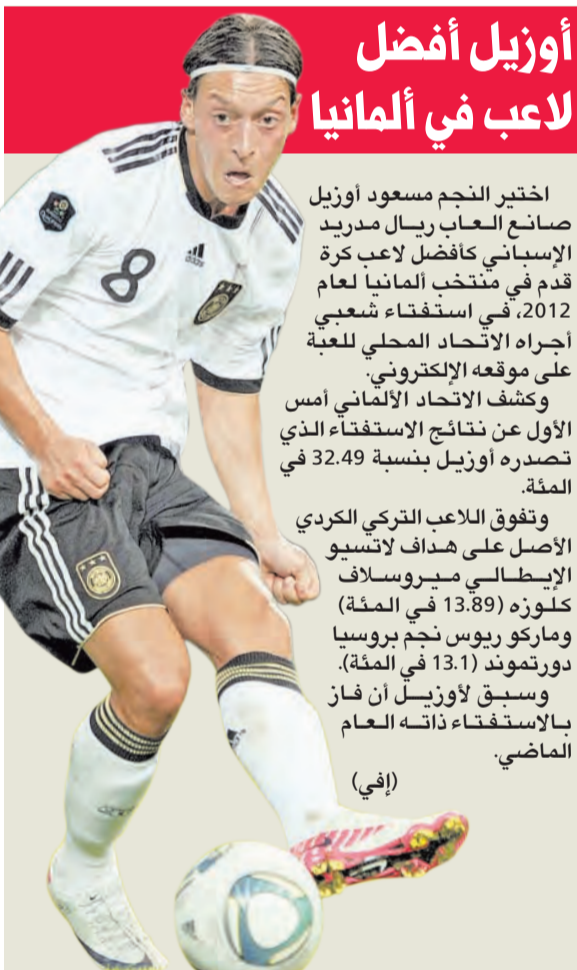 أوزيل أفضل
لاعب في ألمانيا
اختير النجم مسعود أوزيل
صانع العاب ريال مدريد
الإسباني كأفضل لاعب كرة
قدم في منتخب ألمانيا لعام
2012، في استفتاء شعبي
أجراه الاتحاد المحلي للعبة
على موقعه الإلكتروني.
وكشف الاتحاد الألماني أمس
الأول عن نتائج الاستفتاء الذي
تصدره أوزيل بنسبة 32.49 في
المئة.
وتفوق اللاعب التركي الكردي
الأصل على هداف لاتسيو
الإيطالي ميروسلاف
كلوزه (13.89 في المئة)
وماركو ريوس نجم بروسيا
دورتموند (13.1 في المئة).
وسبق لأوزيل أن فاز
بالاستفتاء ذاته العام
الماضي.
(إفي)
8
adidas